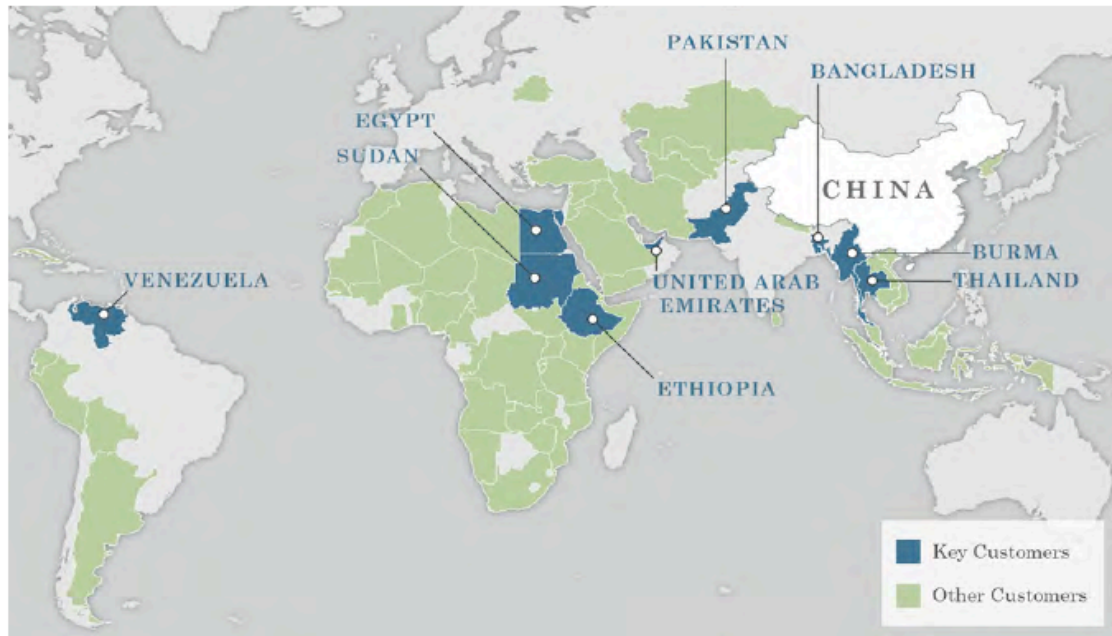 PAKISTAN
BANGLADESH
EGYPT
SUDAN
CHINA
VENEZUELA
BURMA
UNITED ARAB
EMIRATES
THAILAND
ETHIOPIA
Key Customers
Other Customers